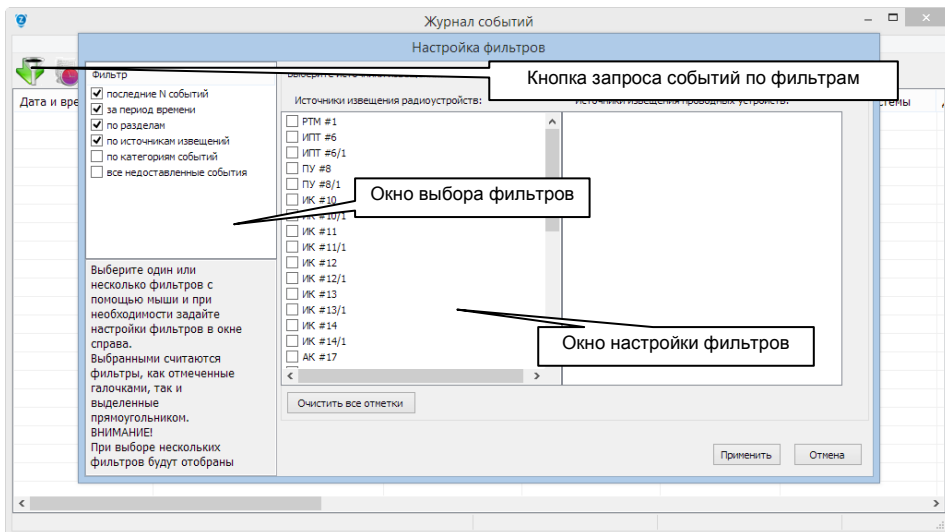 Журнал событий
Настройка фильтров
Кнопка запроса событий по фильтрам
Дата и вре
темы
Фильтр
последние N событий
за период времени
по разделам
по источникам извещений
по категориям событий
все недоставленные события
Источники извещения радиоустройств:
Источники извещения проводных устройств:
РТМ #1
ИПТ #6
ИПТ #6/1
ПУ #8
ПУ #8/1
ИК #10
ИК #10/1
ИК #11
ИК #11/1
ИК #12
ИК #12/1
ИК #13
ИК #13/1
ИК #14
ИК #14/1
АК #17
Окно выбора фильтров
Окно настройки фильтров
Выберите один или
несколько фильтров с
помощью мыши и при
необходимости задайте
настройки фильтров в окне
справа.
Выбранными считаются
фильтры, как отмеченные
галочками, так и
выделенные
прямоугольником.
ВНИМАНИЕ!
При выборе нескольких
фильтров будут отобраны
Очистить все отметки
Применить
Отмена